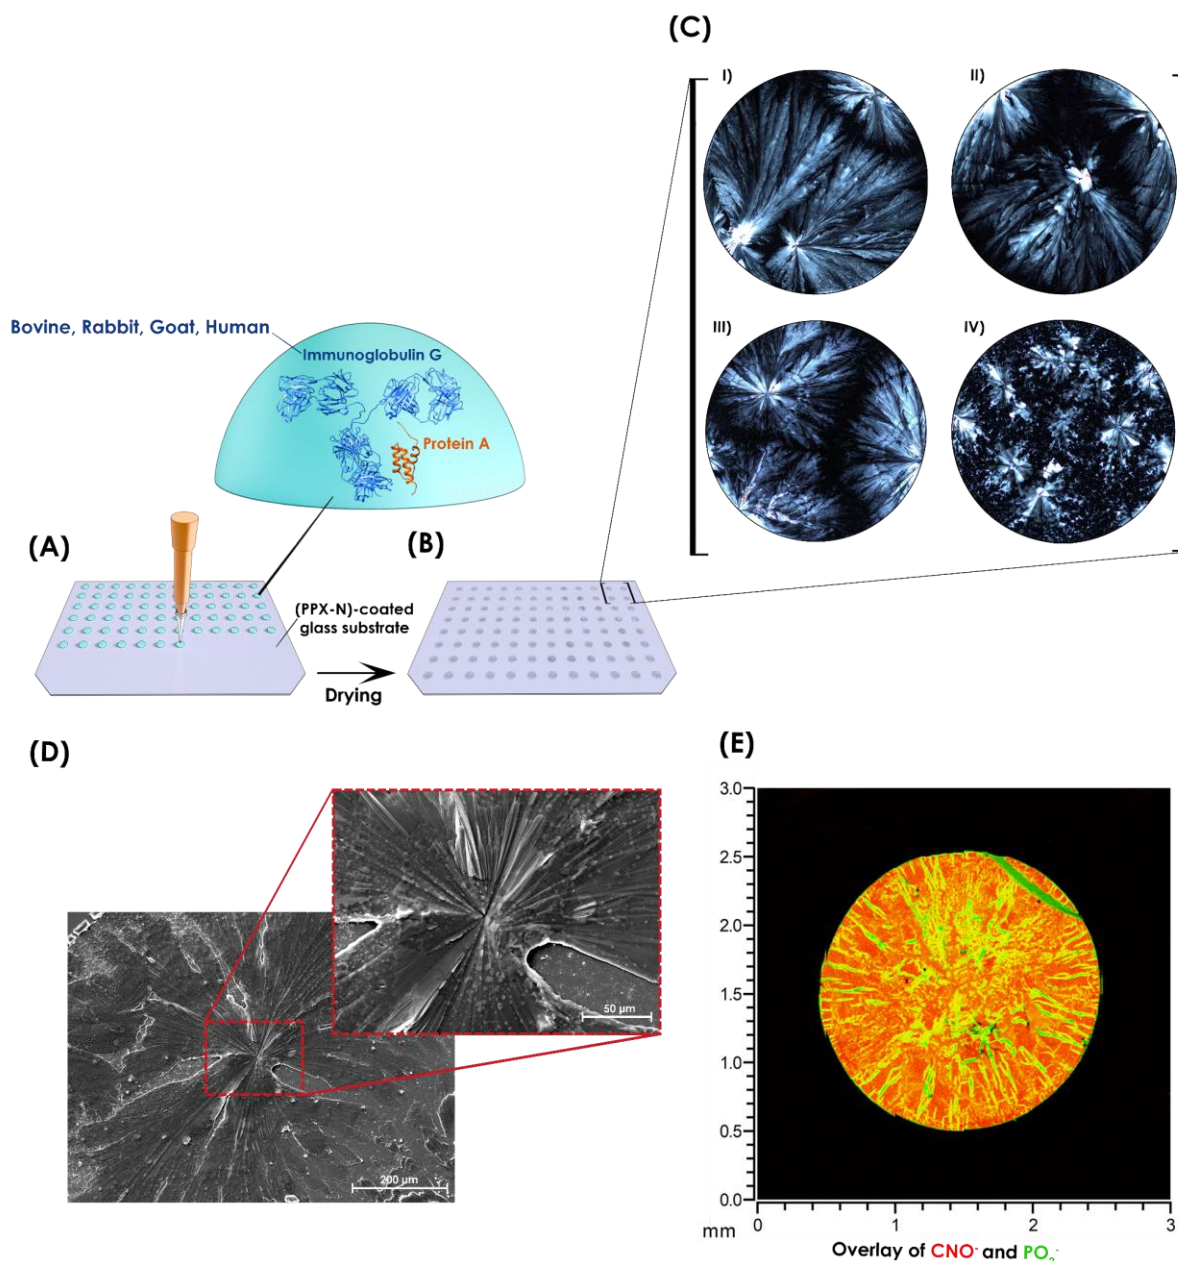 (C)
I)
II)
III)
IV)
Bovine, Rabbit, Goat, Human
Immunoglobulin G
Protein A
(A)
(B)
(PPX-N)-coated
glass substrate
Drying
(D)
50 µm
200 µm
(E)
3.0
2.5
2.0
1.5
1.0
0.5
0.0
mm
0
1
2
3
Overlay of CNO⁻ and PO₂⁻